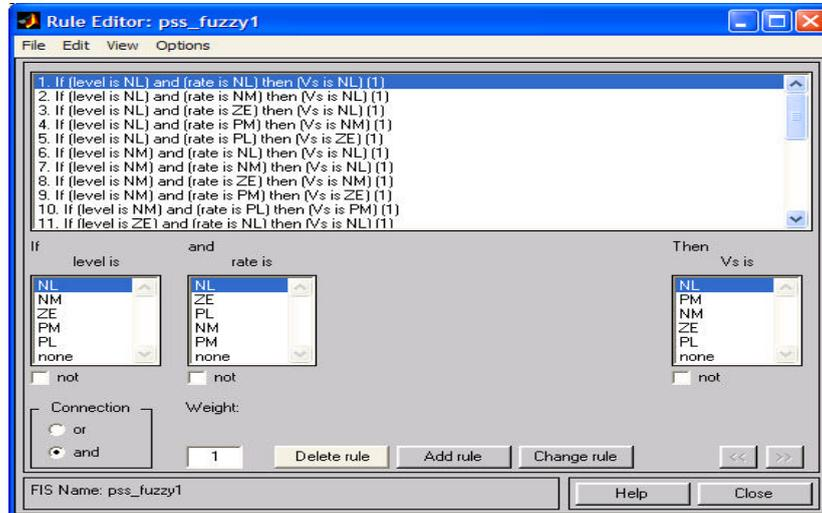 Rule Editor: pss_fuzzy1
File Edit View Options
1. If (level is NL) and (rate is NL) then (Vs is NL) (1)
2. If (level is NL) and (rate is NM) then (Vs is NL) (1)
3. If (level is NL) and (rate is ZE) then (Vs is NL) (1)
4. If (level is NL) and (rate is PM) then (Vs is NM) (1)
5. If (level is NL) and (rate is PL) then (Vs is ZE) (1)
6. If (level is NM) and (rate is NL) then (Vs is NL) (1)
7. If (level is NM) and (rate is NM) then (Vs is NL) (1)
8. If (level is NM) and (rate is ZE) then (Vs is NM) (1)
9. If (level is NM) and (rate is PM) then (Vs is ZE) (1)
10. If (level is NM) and (rate is PL) then (Vs is PM) (1)
11. If (level is ZE) and (rate is NL) then (Vs is NL) (1)
If and Then
level is rate is Vs is
NL NL NL
NM ZE PM
ZE PL NM
PM NM ZE
PL PM PL
none none none
not not not
Connection Weight:
or
and 1 Delete rule Add rule Change rule << >>
FIS Name: pss_fuzzy1 Help Close